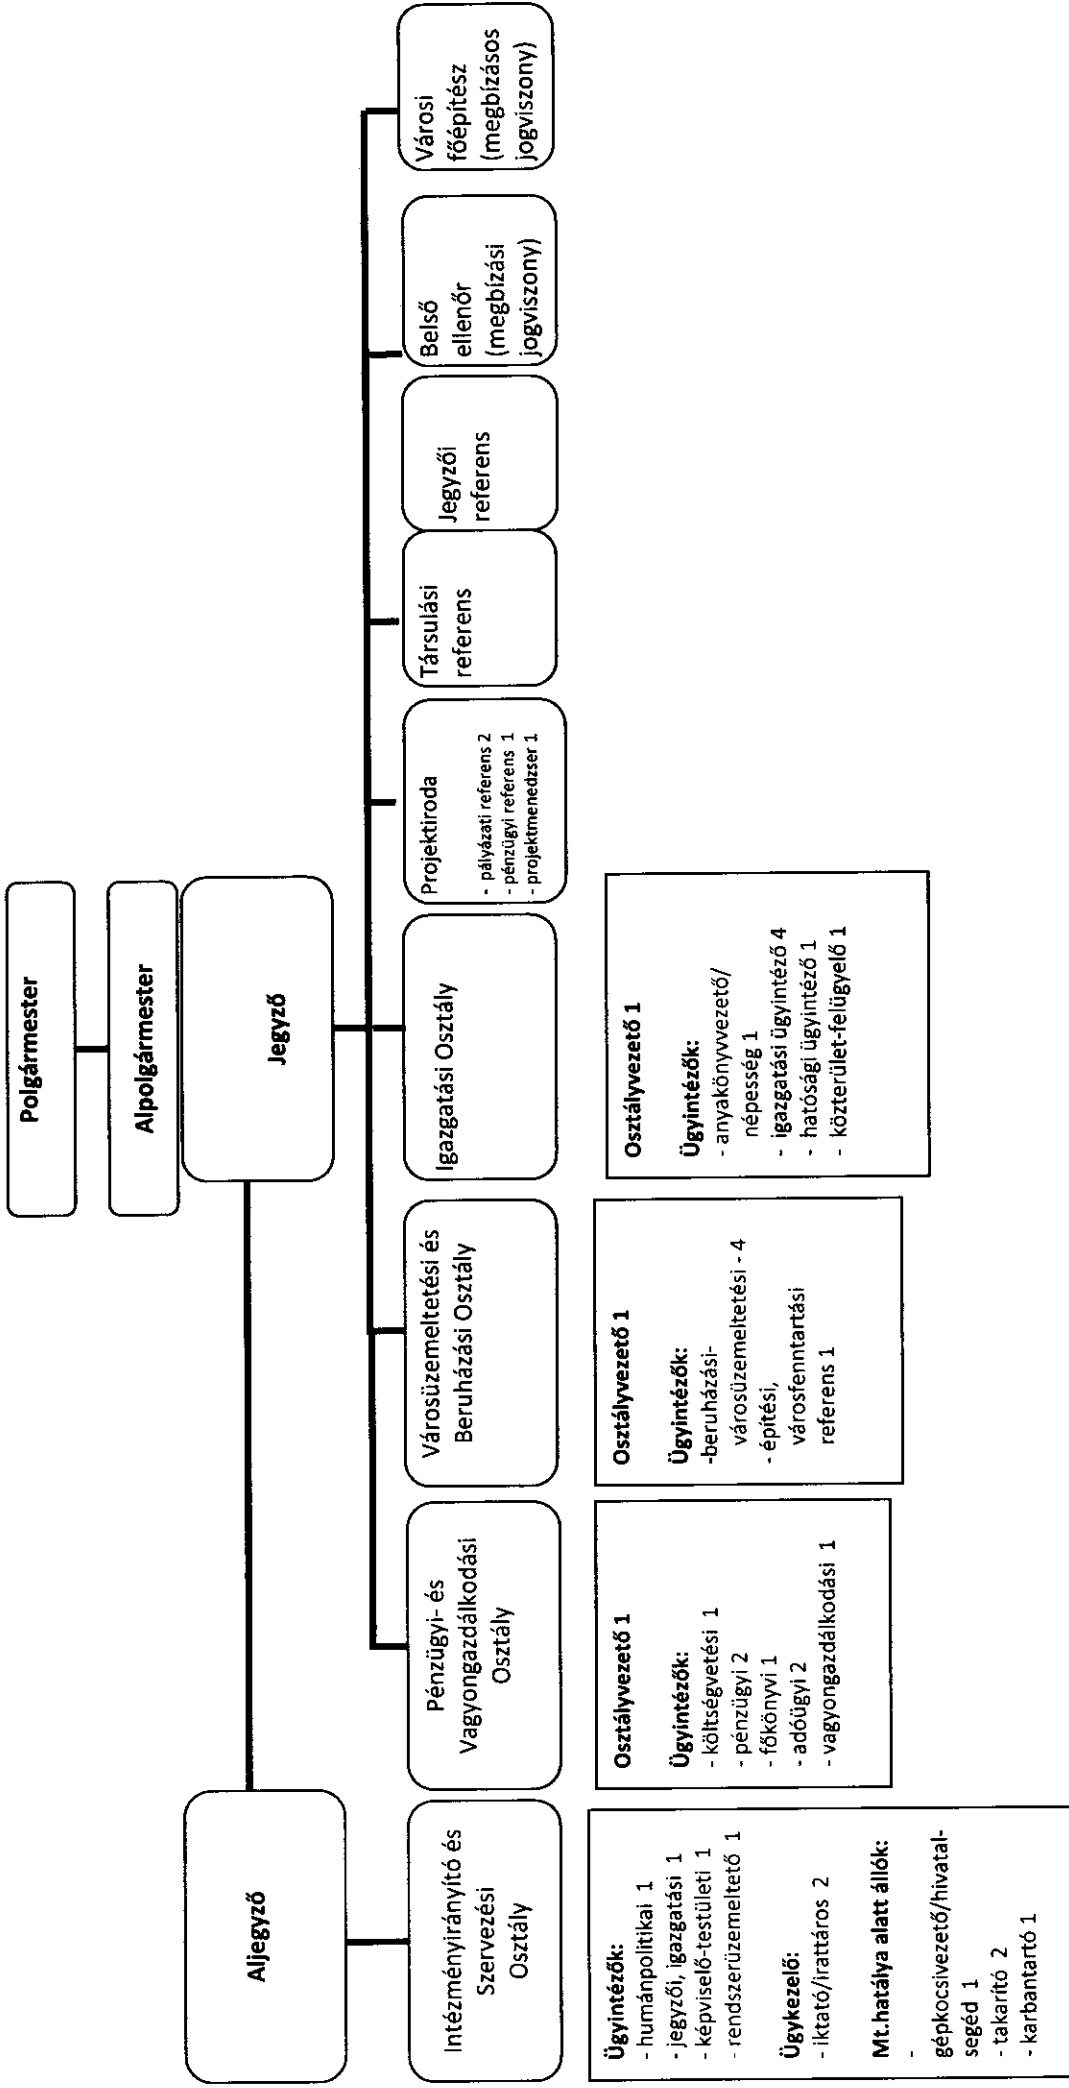 Polgármester
Alpolgármester
Jegyző
Aljegyző
Intézményirányító és
Szervezési
Osztály
Pénzügyi- és
Vagyongazdálkodási
Osztály
Városüzemeltetési és
Beruházási Osztály
Igazgatási Osztály
Projektiroda
- pályázati referens 2
- pénzügyi referens 1
- projektmenedzser 1
Társulási
referens
Jegyzői
referens
Belső
ellenőr
(megbízási
jogviszony)
Városi
főépítész
(megbízásos
jogviszony)
Ügyintézők:
- humánpolitikai 1
- jegyzői, igazgatási 1
- képviselő-testületi 1
- rendszerüzemeltető 1
Ügykezelő:
- iktató/irattáros 2
Mt.hatálya alatt állók:
-
gépkocsivezető/hivatal-
segéd 1
- takarító 2
- karbantartó 1
Osztályvezető 1
Ügyintézők:
- költségvetési 1
- pénzügyi 2
- főkönyvi 1
- adóügyi 2
- vagyongazdálkodási 1
Osztályvezető 1
Ügyintézők:
-beruházási-
városüzemeltetési - 4
- építési,
városfenntartási
referens 1
Osztályvezető 1
Ügyintézők:
- anyakönyvvezető/
népesség 1
- igazgatási ügyintéző 4
- hatósági ügyintéző 1
- közterület-felügyelő 1